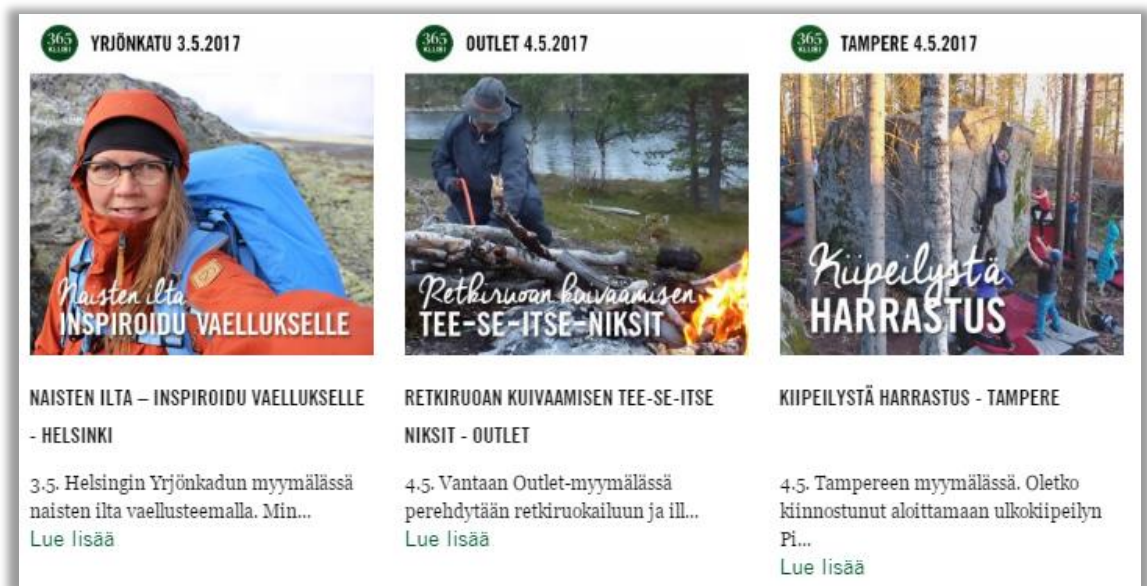 365
KLUBI
YRJÖNKATU 3.5.2017
Naisten ilta
INSPIROIDU VAELLUKSELLE
NAISTEN ILTA – INSPIROIDU VAELLUKSELLE
- HELSINKI
3.5. Helsingin Yrjönkadun myymälässä
naisten ilta vaellusteemalla. Min...
Lue lisää
365
KLUBI
OUTLET 4.5.2017
Retkiruoan kuivaamisen
TEE-SE-ITSE-NIKSIT
RETKIRUOAN KUIVAAMISEN TEE-SE-ITSE
NIKSIT - OUTLET
4.5. Vantaan Outlet-myymälässä
perehdytään retkiruokailuun ja ill...
Lue lisää
365
KLUBI
TAMPERE 4.5.2017
Kiipeilystä
HARRASTUS
KIIPEILYSTÄ HARRASTUS - TAMPERE
4.5. Tampereen myymälässä. Oletko
kiinnostunut aloittamaan ulkokiipeilyn
Pi...
Lue lisää